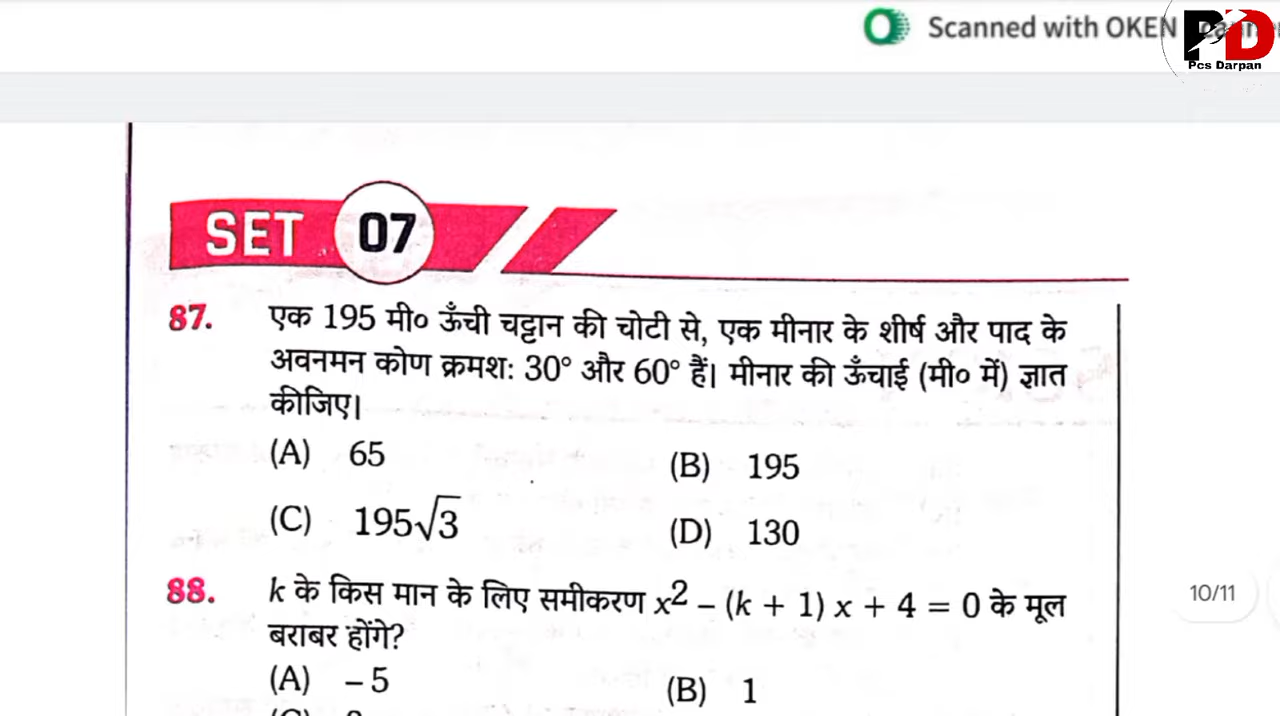 Scanned with OKEN
PD
Pcs Darpan
SET 07
87. एक 195 मी० ऊँची चट्टान की चोटी से, एक मीनार के शीर्ष और पाद के
अवनमन कोण क्रमश: 30° और 60° हैं। मीनार की ऊँचाई (मी० में) ज्ञात
कीजिए।
(A) 65 (B) 195
(C) 195√3 (D) 130
88. k के किस मान के लिए समीकरण x² – (k + 1) x + 4 = 0 के मूल
बराबर होंगे?
10/11
(A) – 5 (B) 1